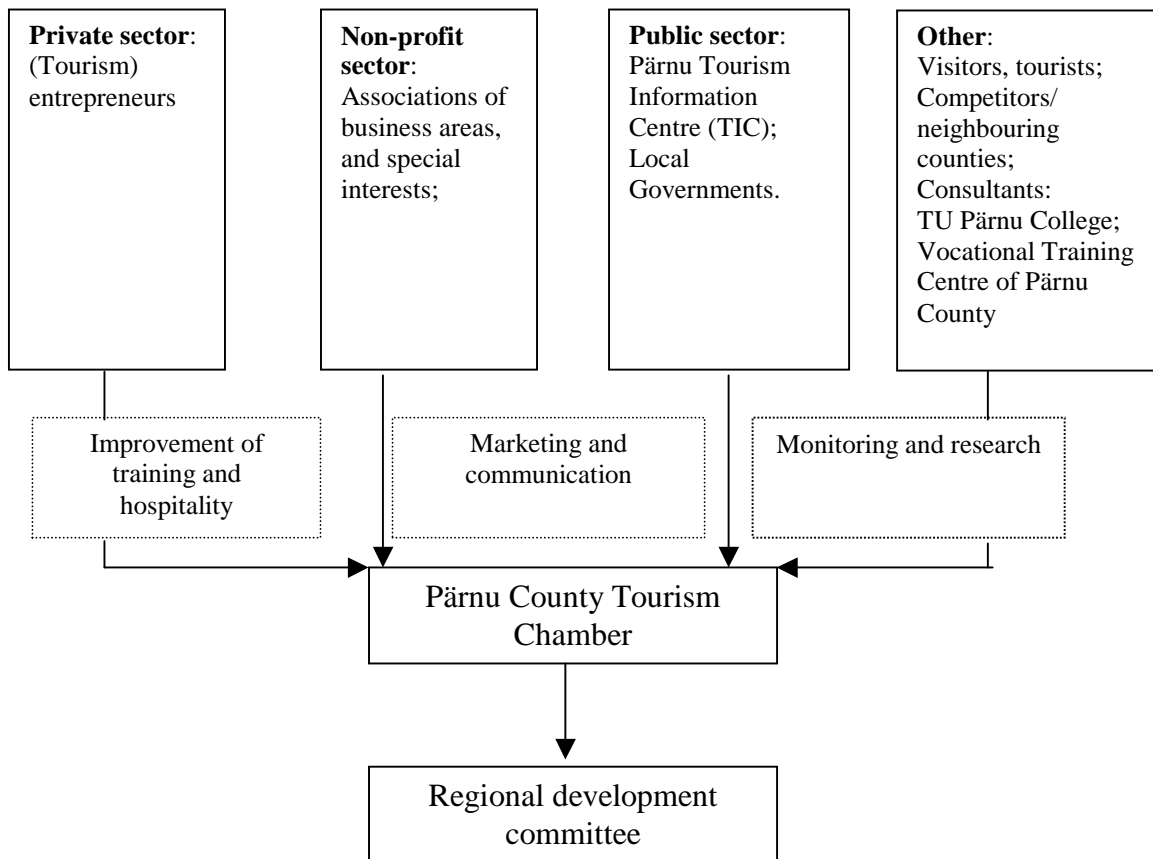 Private sector:
(Tourism)
entrepreneurs
Non-profit
sector:
Associations of
business areas,
and special
interests;
Public sector:
Pärnu Tourism
Information
Centre (TIC);
Local
Governments.
Other:
Visitors, tourists;
Competitors/
neighbouring
counties;
Consultants:
TU Pärnu College;
Vocational Training
Centre of Pärnu
County
Improvement of
training and
hospitality
Marketing and
communication
Monitoring and research
Pärnu County Tourism
Chamber
Regional development
committee